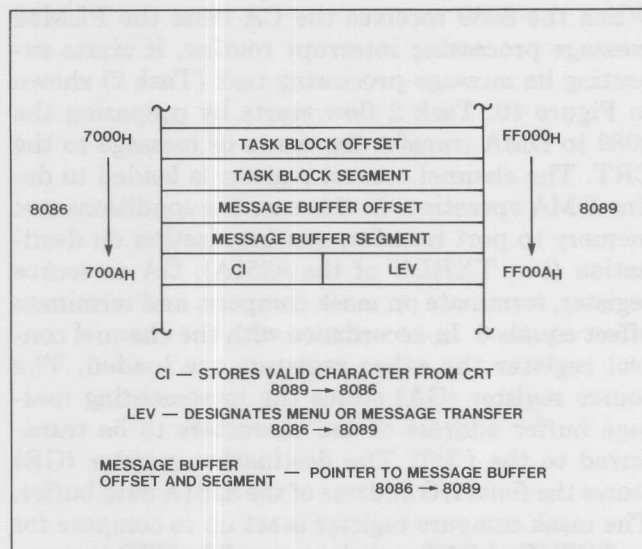 7000H
FF000H
TASK BLOCK OFFSET
TASK BLOCK SEGMENT
8086
MESSAGE BUFFER OFFSET
8089
MESSAGE BUFFER SEGMENT
700AH
CI
LEV
FF00AH
CI — STORES VALID CHARACTER FROM CRT
8089 → 8086
LEV — DESIGNATES MENU OR MESSAGE TRANSFER
8086 → 8089
MESSAGE BUFFER
OFFSET AND SEGMENT — POINTER TO MESSAGE BUFFER
8086 → 8089